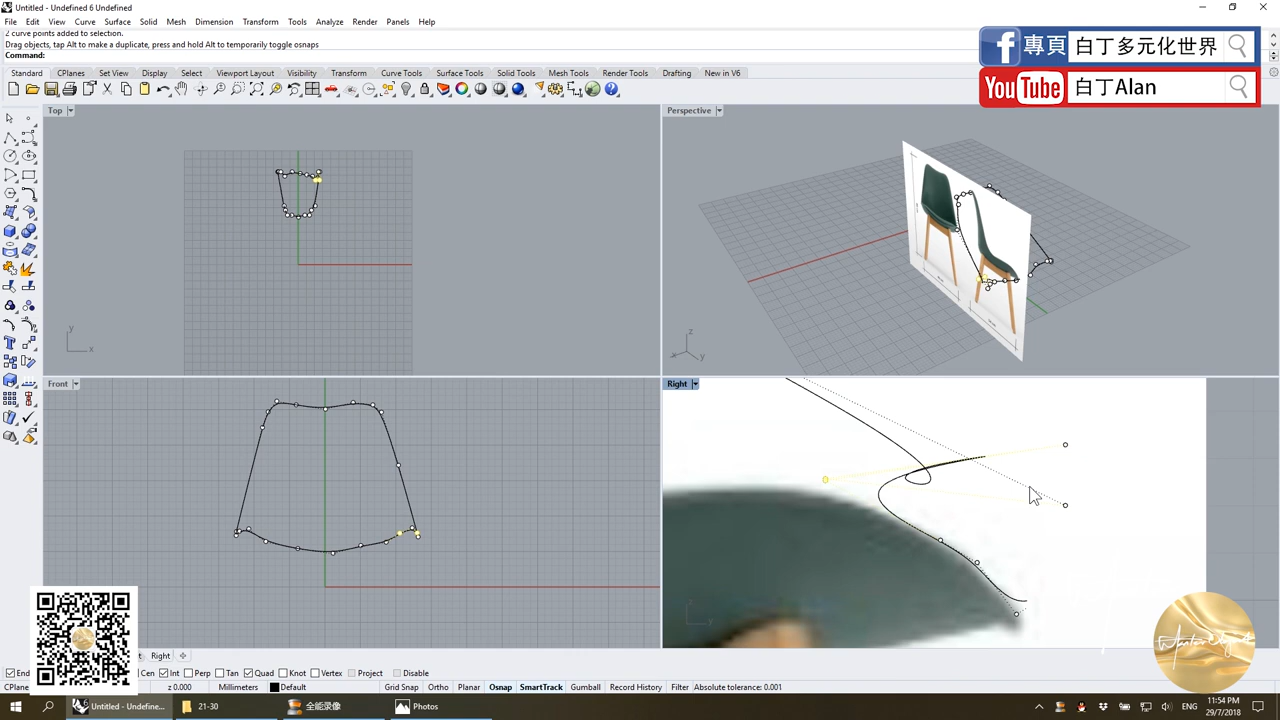 Untitled - Undefined 6 Undefined
File Edit View Curve Surface Solid Mesh Dimension Transform Tools Analyze Render Panels Help
2 curve points added to selection.
Drag objects, tap Alt to make a duplicate, press and hold Alt to temporarily toggle osnaps
Command:
f 專頁 白丁多元化世界
YouTube 白丁Alan
Standard CPlanes Set View Display Select Viewport Layout Visibility Transform Curve Tools Surface Tools Solid Tools Mesh Tools Render Tools Drafting New in V6
Top
Perspective
y
x
z
x
y
Front
Right
Right
End Cen Int Perp Tan Quad Knot Vertex Project Disable
CPlane z 0.000 Millimeters Default Grid Snap Ortho Planar Osnap SmartTrack Gumball Record History Filter Absolute tolerance: 0.001
Untitled - Undefine... 21-30 全能录像 Photos
11:54 PM
29/7/2018